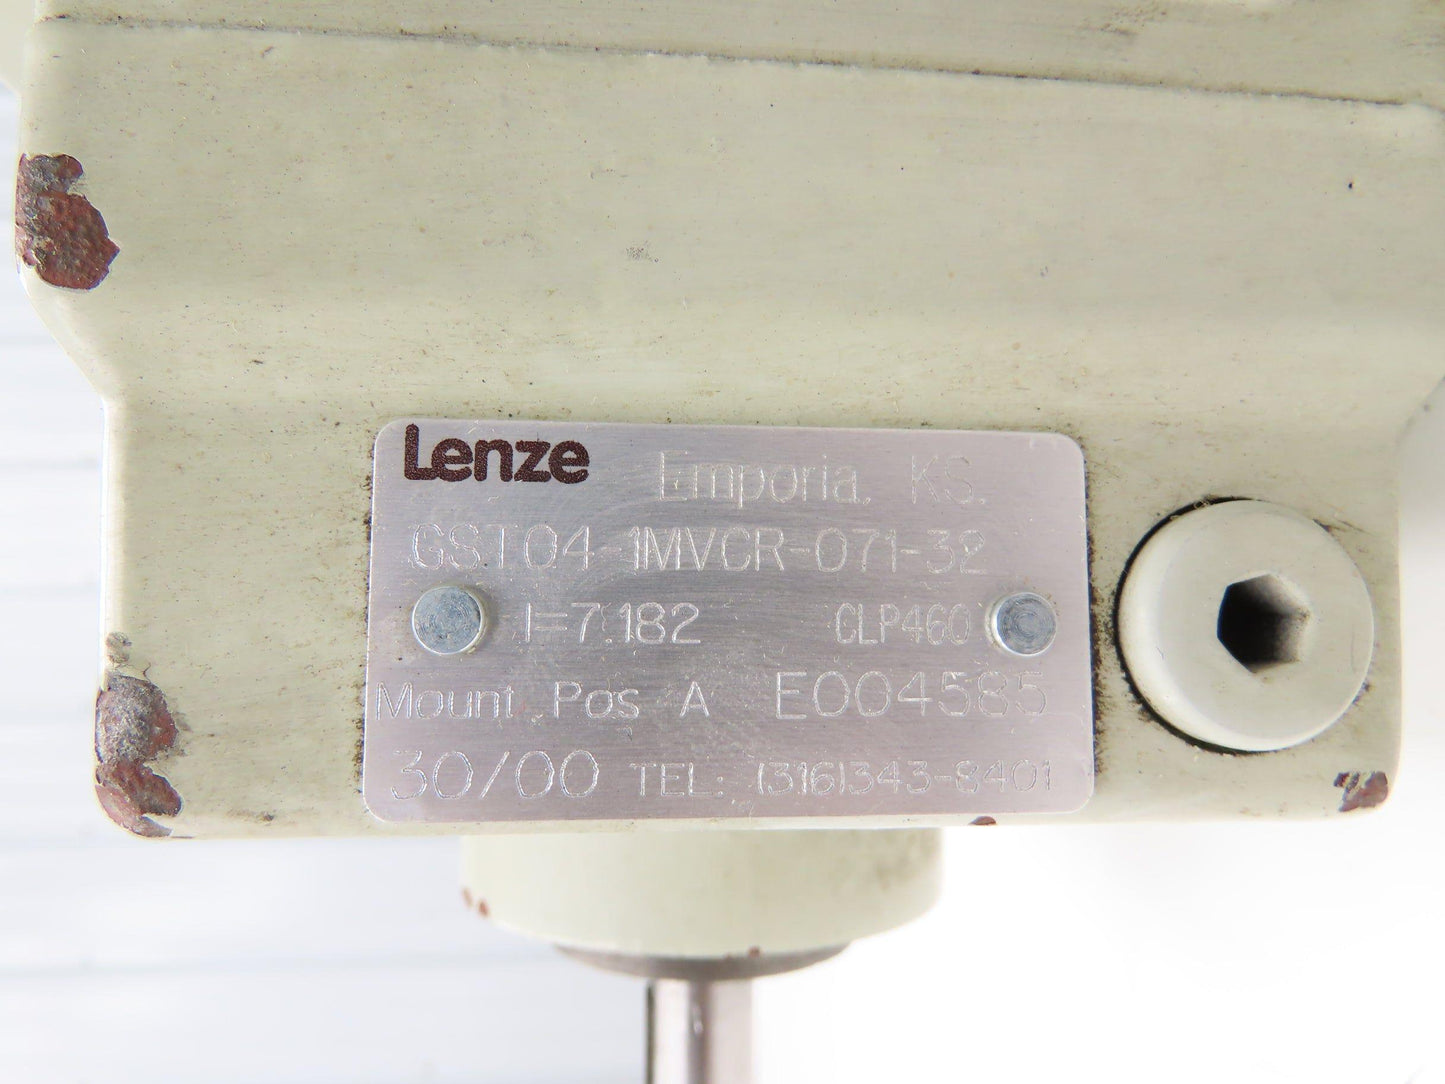 Lenze Emporia, KS.
GST04-1MVCR-071-32
I=7.182 CLP460
Mount Pos A E004585
30/00 TEL: (316)343-8401